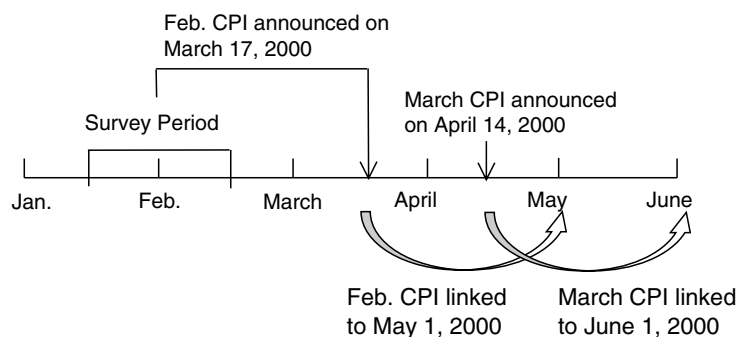 Feb. CPI announced on
March 17, 2000
March CPI announced
on April 14, 2000
Survey Period
Jan.
Feb.
March
April
May
June
Feb. CPI linked
to May 1, 2000
March CPI linked
to June 1, 2000